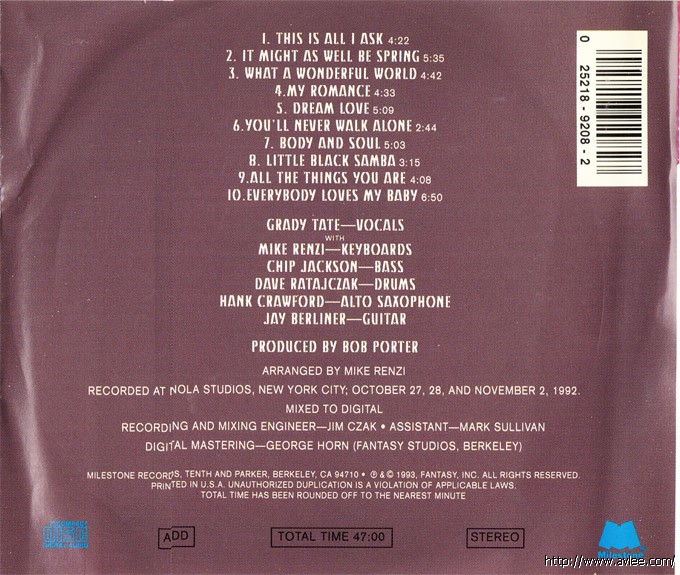 1. THIS IS ALL I ASK 4:22
2. IT MIGHT AS WELL BE SPRING 5:35
3. WHAT A WONDERFUL WORLD 4:42
4.MY ROMANCE 4:33
5. DREAM LOVE 5:09
6.YOU'LL NEVER WALK ALONE 2:44
7. BODY AND SOUL 5:03
8. LITTLE BLACK SAMBA 3:15
9.ALL THE THINGS YOU ARE 4:08
10.EVERYBODY LOVES MY BABY 6:50
0 25218 - 9208 - 2
GRADY TATE—VOCALS
WITH
MIKE RENZI—KEYBOARDS
CHIP JACKSON—BASS
DAVE RATAJCZAK—DRUMS
HANK CRAWFORD—ALTO SAXOPHONE
JAY BERLINER—GUITAR
PRODUCED BY BOB PORTER
ARRANGED BY MIKE RENZI
RECORDED AT NOLA STUDIOS, NEW YORK CITY; OCTOBER 27, 28, AND NOVEMBER 2, 1992.
MIXED TO DIGITAL
RECORDING AND MIXING ENGINEER—JIM CZAK • ASSISTANT—MARK SULLIVAN
DIGITAL MASTERING—GEORGE HORN (FANTASY STUDIOS, BERKELEY)
MILESTONE RECORDS, TENTH AND PARKER, BERKELEY, CA 94710 • ℗ & © 1993, FANTASY, INC. ALL RIGHTS RESERVED.
PRINTED IN U.S.A. UNAUTHORIZED DUPLICATION IS A VIOLATION OF APPLICABLE LAWS.
TOTAL TIME HAS BEEN ROUNDED OFF TO THE NEAREST MINUTE
ADD
TOTAL TIME 47:00
STEREO
Milestone
http://www.avlee.com/